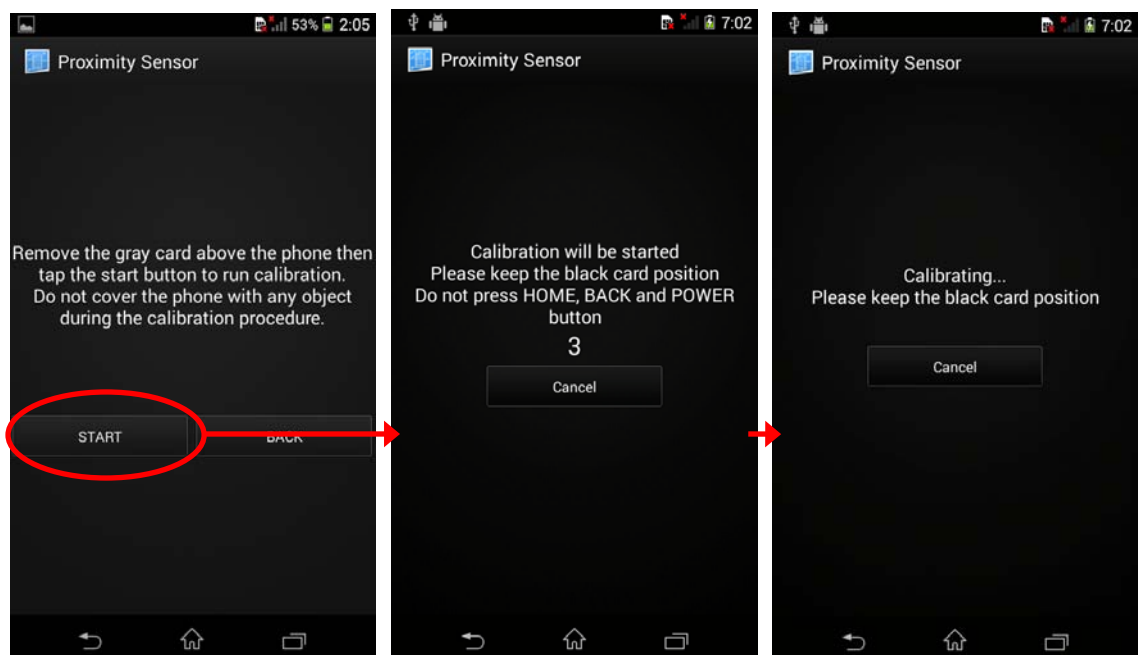 53% 2:05
Proximity Sensor
Remove the gray card above the phone then
tap the start button to run calibration.
Do not cover the phone with any object
during the calibration procedure.
START
BACK
7:02
Proximity Sensor
Calibration will be started
Please keep the black card position
Do not press HOME, BACK and POWER
button
3
Cancel
7:02
Proximity Sensor
Calibrating...
Please keep the black card position
Cancel